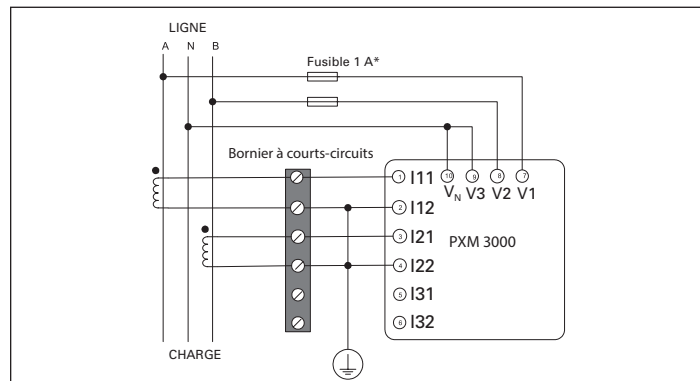 LIGNE
A N B
Fusible 1 A*
Bornier à courts-circuits
10 9 8 7
VN V3 V2 V1
1 I11
2 I12
3 I21
PXM 3000
4 I22
5 I31
6 I32
CHARGE